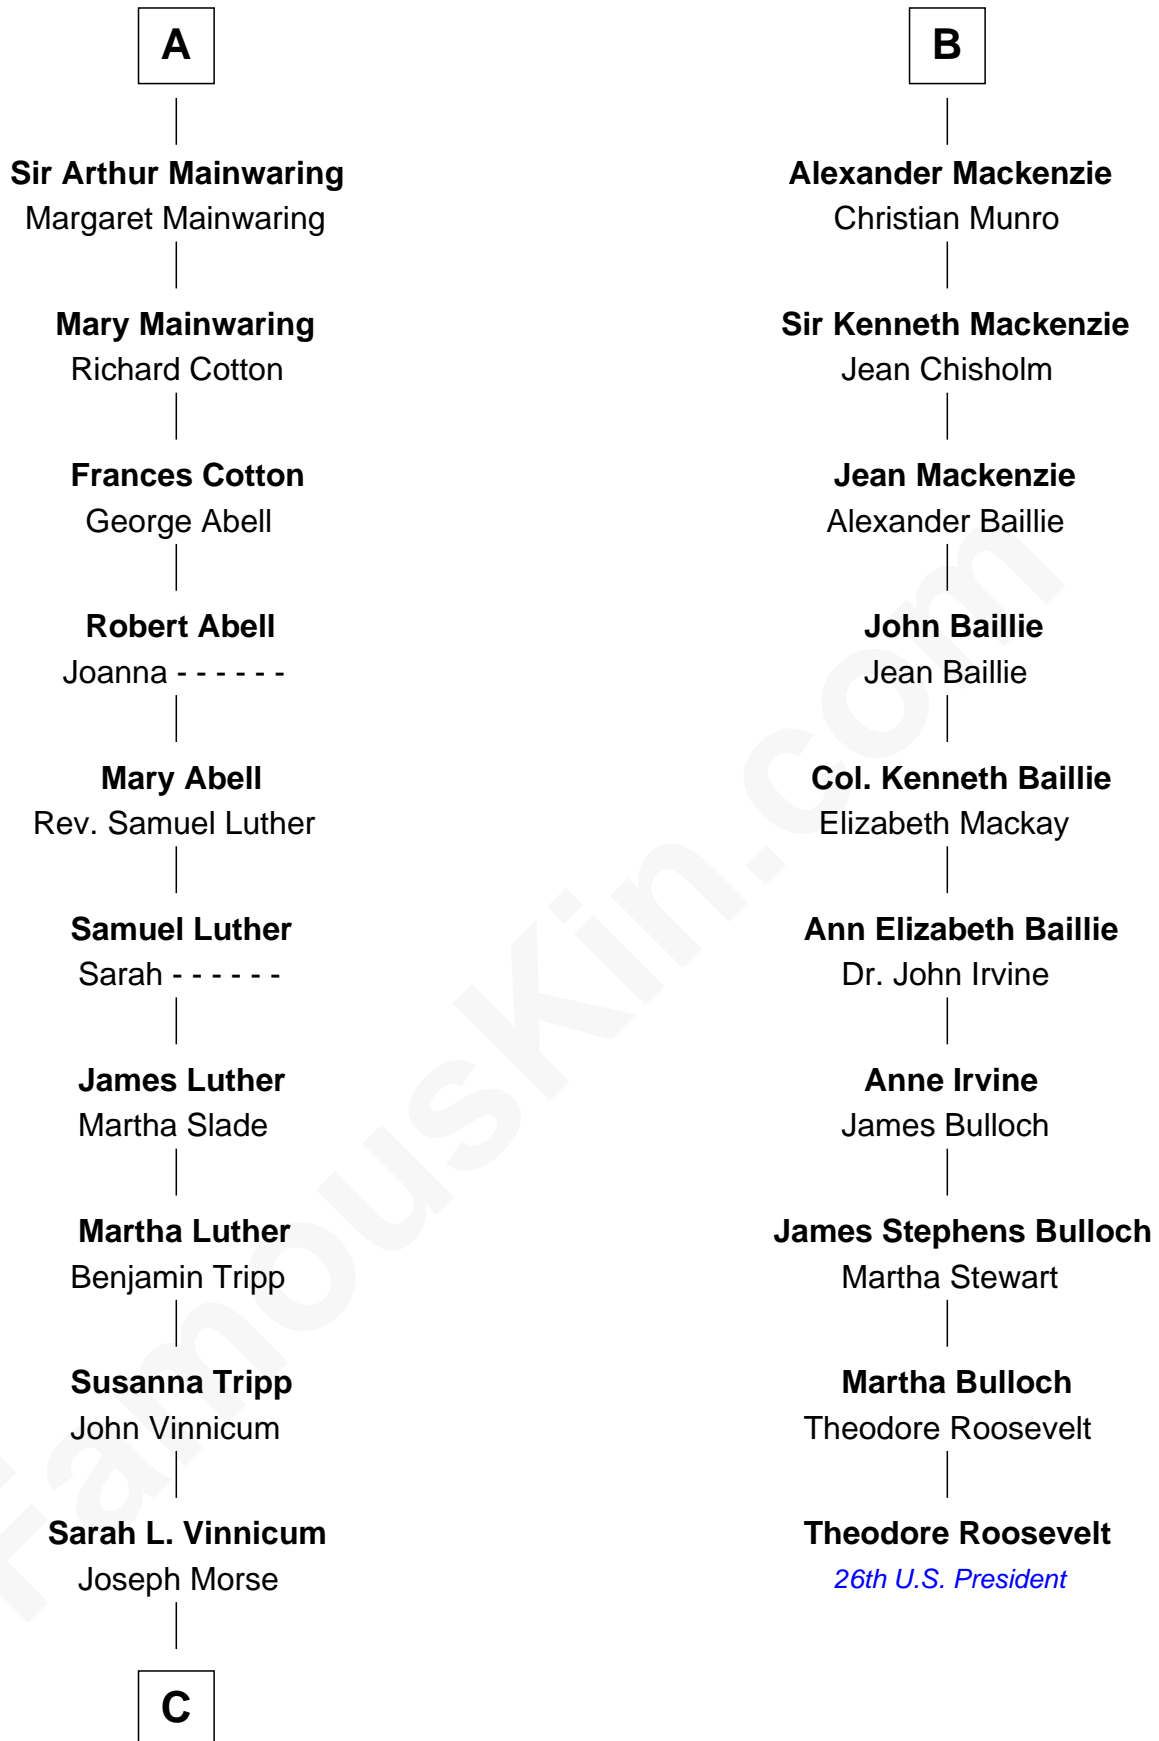 A
Sir Arthur Mainwaring
Margaret Mainwaring
Mary Mainwaring
Richard Cotton
Frances Cotton
George Abell
Robert Abell
Joanna - - - - - -
Mary Abell
Rev. Samuel Luther
Samuel Luther
Sarah - - - - - -
James Luther
Martha Slade
Martha Luther
Benjamin Tripp
Susanna Tripp
John Vinnicum
Sarah L. Vinnicum
Joseph Morse
C
B
Alexander Mackenzie
Christian Munro
Sir Kenneth Mackenzie
Jean Chisholm
Jean Mackenzie
Alexander Baillie
John Baillie
Jean Baillie
Col. Kenneth Baillie
Elizabeth Mackay
Ann Elizabeth Baillie
Dr. John Irvine
Anne Irvine
James Bulloch
James Stephens Bulloch
Martha Stewart
Martha Bulloch
Theodore Roosevelt
Theodore Roosevelt
26th U.S. President
FamousKin.com